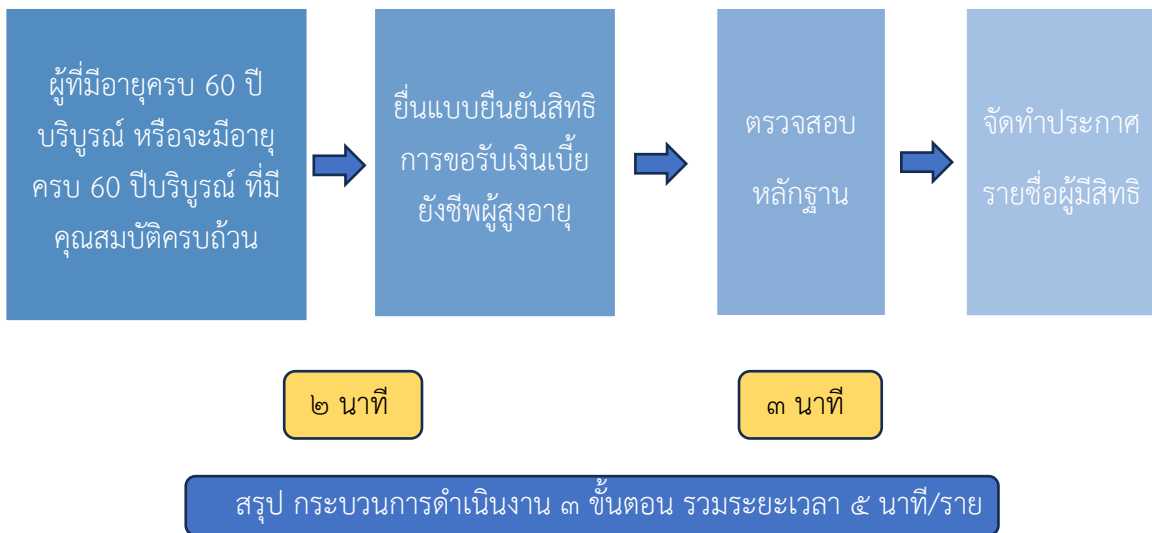 ผู้ที่มีอายุครบ 60 ปี
บริบูรณ์ หรือจะมีอายุ
ครบ 60 ปีบริบูรณ์ ที่มี
คุณสมบัติครบถ้วน
ยื่นแบบยืนยันสิทธิ
การขอรับเงินเบี้ย
ยังชีพผู้สูงอายุ
ตรวจสอบ
หลักฐาน
จัดทำประกาศ
รายชื่อผู้มีสิทธิ
๒ นาที
๓ นาที
สรุป กระบวนการดำเนินงาน ๓ ขั้นตอน รวมระยะเวลา ๕ นาที/ราย